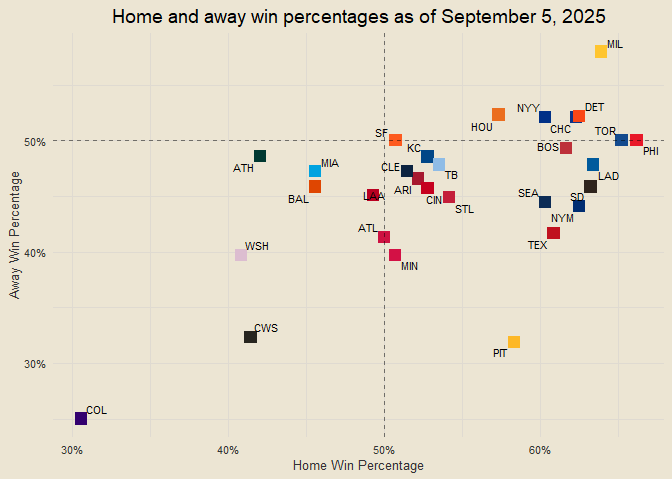 Home and away win percentages as of September 5, 2025
MIL
NYY
DET
HOU
CHC
TOR
50%
SF
KC
BOS
PHI
ATH
MIA
CLE
TB
LAD
BAL
LAA
ARI
CIN
SEA
SD
STL
NYM
ATL
TEX
WSH
40%
MIN
CWS
PIT
30%
COL
30%
40%
50%
60%
Home Win Percentage
Away Win Percentage